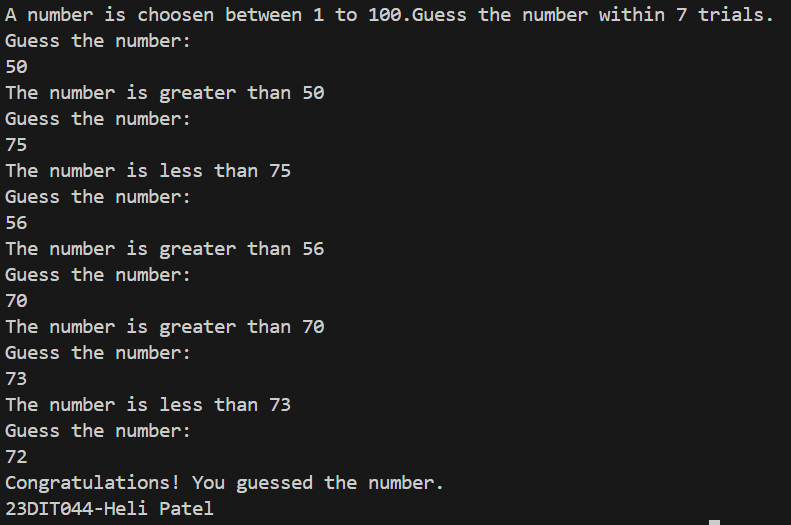 A number is choosen between 1 to 100.Guess the number within 7 trials.
Guess the number:
50
The number is greater than 50
Guess the number:
75
The number is less than 75
Guess the number:
56
The number is greater than 56
Guess the number:
70
The number is greater than 70
Guess the number:
73
The number is less than 73
Guess the number:
72
Congratulations! You guessed the number.
23DIT044-Heli Patel